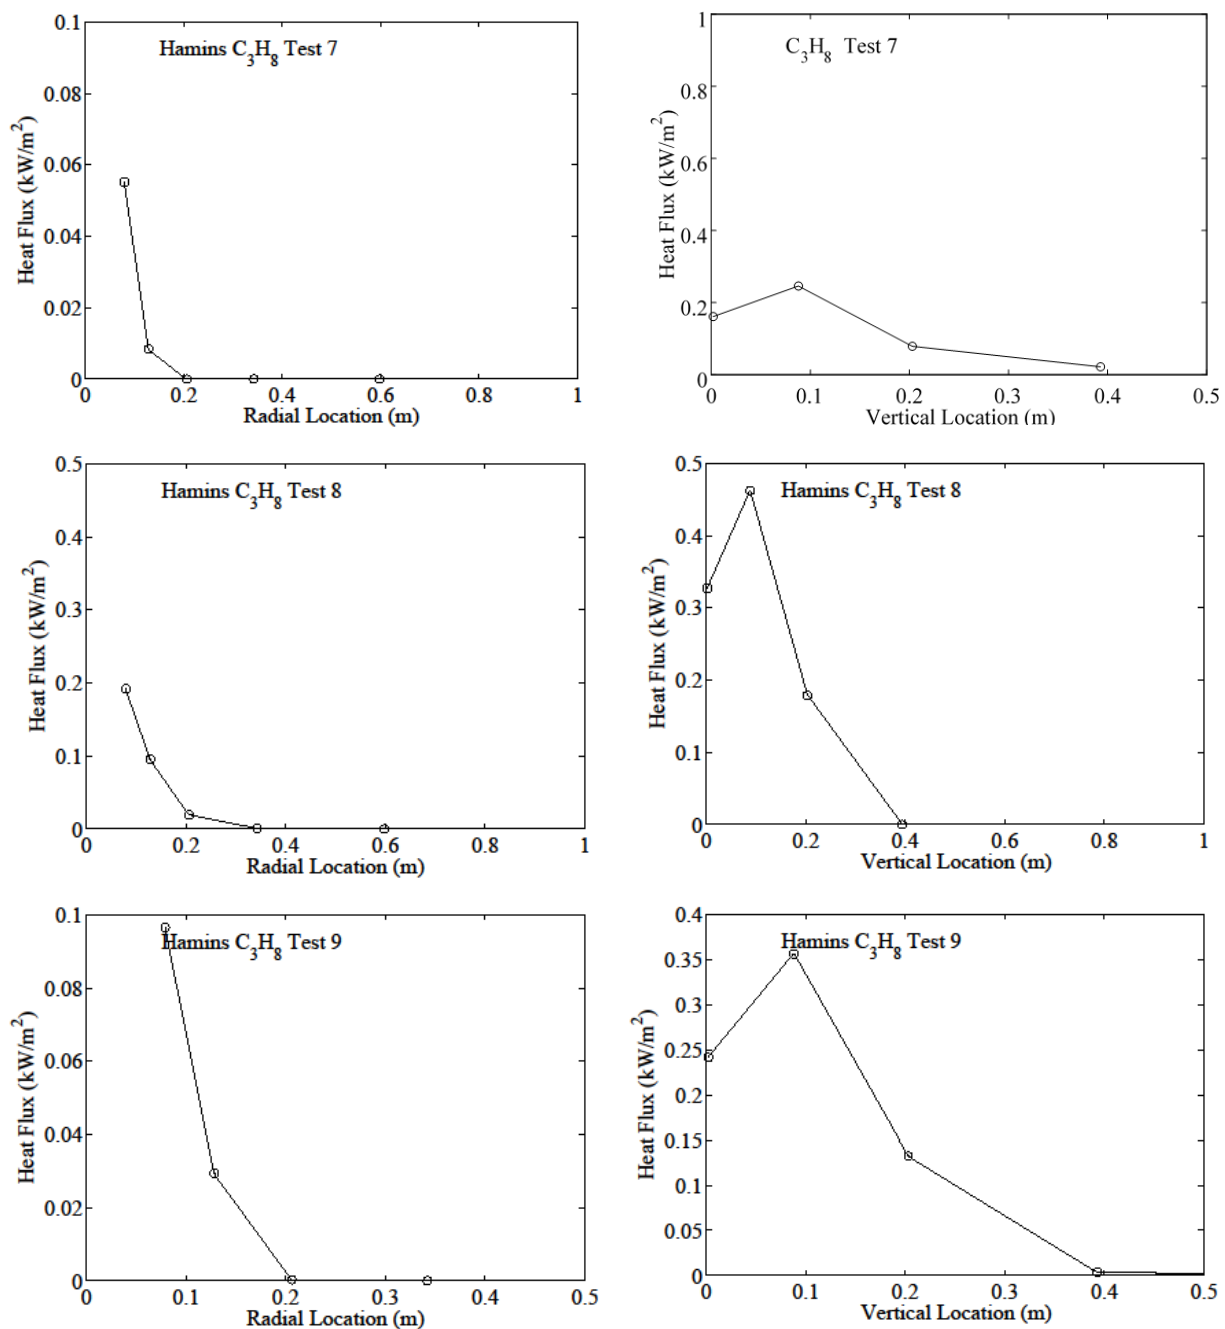 Hamins C3H8 Test 7
Heat Flux (kW/m2)
0.1
0.08
0.06
0.04
0.02
0
0 0.2 0.4 0.6 0.8 1
Radial Location (m)
C3H8 Test 7
Heat Flux (kW/m2)
1
0.8
0.6
0.4
0.2
0
0 0.1 0.2 0.3 0.4 0.5
Vertical Location (m)
Hamins C3H8 Test 8
Heat Flux (kW/m2)
0.5
0.4
0.3
0.2
0.1
0
0 0.2 0.4 0.6 0.8 1
Radial Location (m)
Hamins C3H8 Test 8
Heat Flux (kW/m2)
0.5
0.4
0.3
0.2
0.1
0
0 0.2 0.4 0.6 0.8 1
Vertical Location (m)
Hamins C3H8 Test 9
Heat Flux (kW/m2)
0.1
0.08
0.06
0.04
0.02
0
0 0.1 0.2 0.3 0.4 0.5
Radial Location (m)
Hamins C3H8 Test 9
Heat Flux (kW/m2)
0.4
0.35
0.3
0.25
0.2
0.15
0.1
0.05
0
0 0.1 0.2 0.3 0.4 0.5
Vertical Location (m)